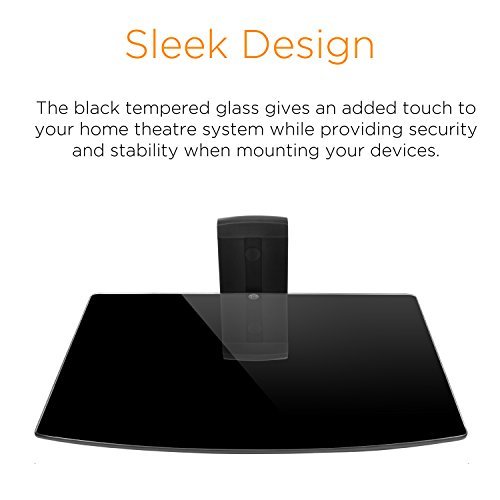 Sleek Design
The black tempered glass gives an added touch to
your home theatre system while providing security
and stability when mounting your devices.